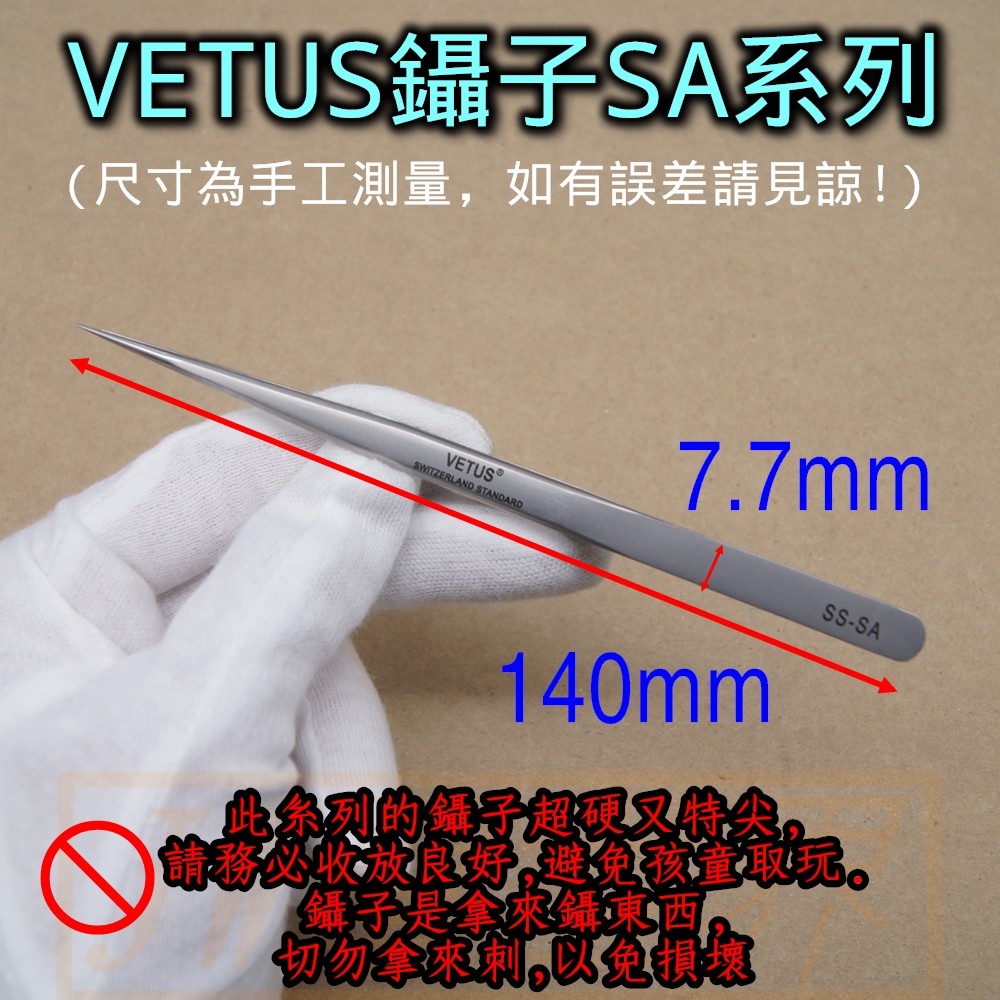 VETUS鑷子SA系列
(尺寸為手工測量，如有誤差請見諒!)
VETUS®
SWITZERLAND STANDARD
7.7mm
SS-SA
140mm
此系列的鑷子超硬又特尖,
請務必收放良好,避免孩童取玩。
鑷子是拿來鑷東西,
切勿拿來刺,以免損壞